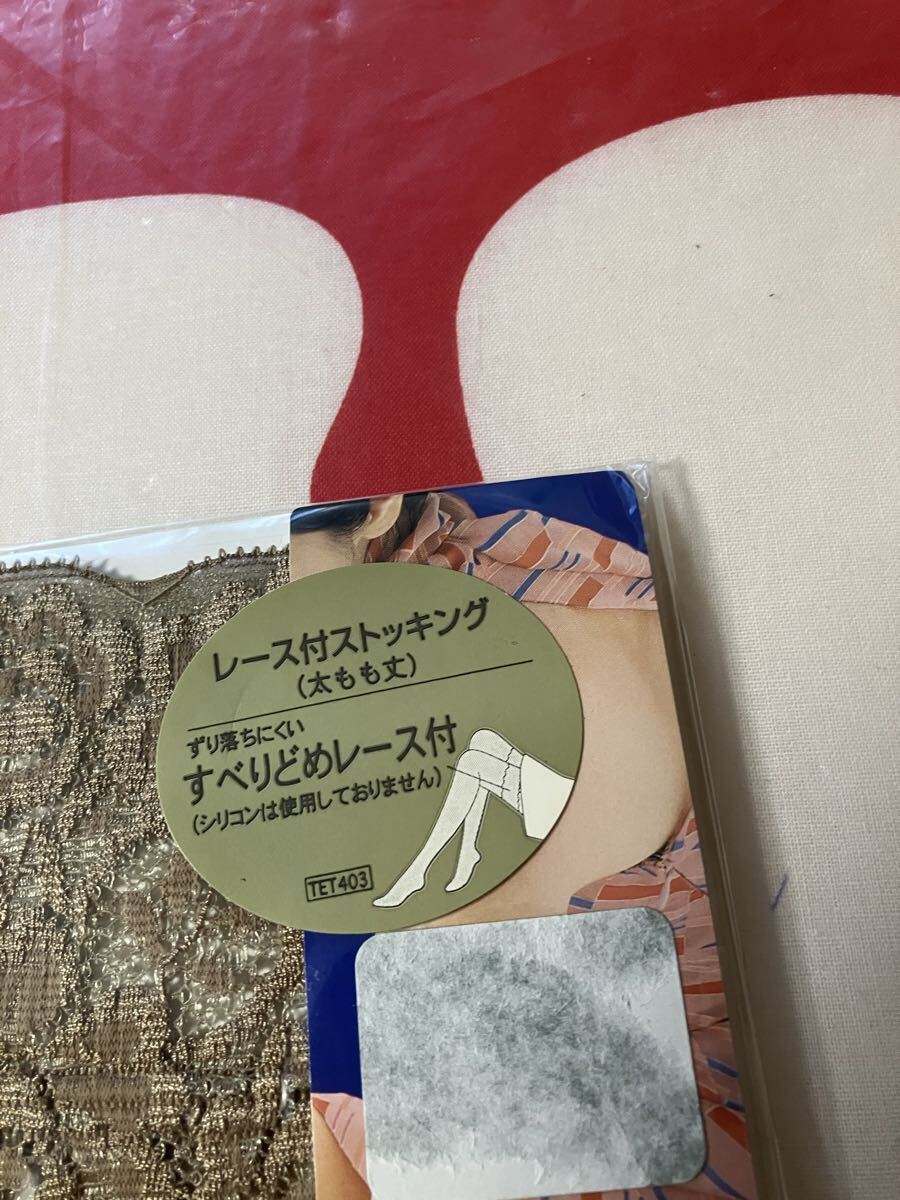 レース付ストッキング
(太もも丈)
ずり落ちにくい
すべりどめレース付
(シリコンは使用しておりません)
TET403